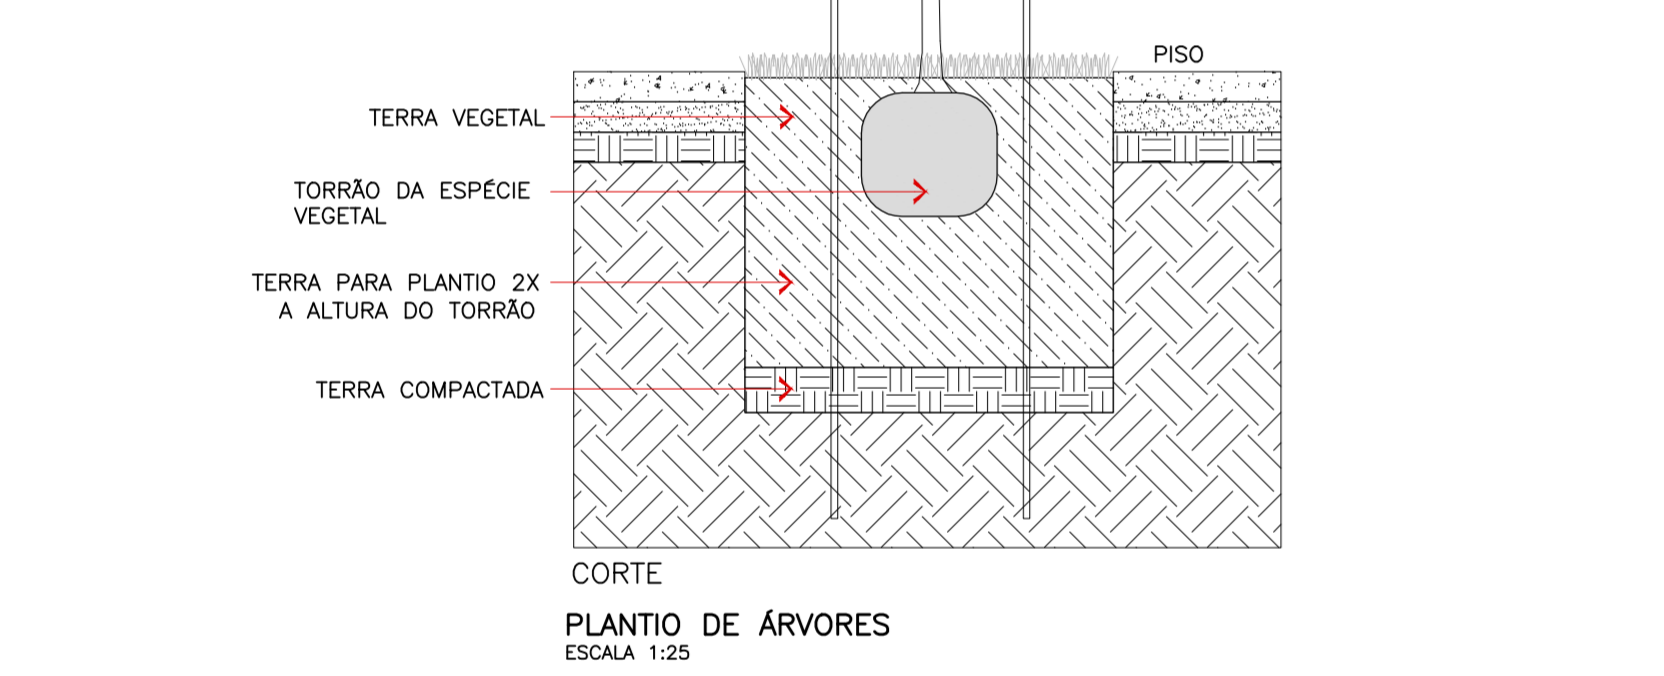 PISO
TERRA VEGETAL
TORRÃO DA ESPÉCIE
VEGETAL
TERRA PARA PLANTIO 2X
A ALTURA DO TORRÃO
TERRA COMPACTADA
CORTE
PLANTIO DE ÁRVORES
ESCALA 1:25